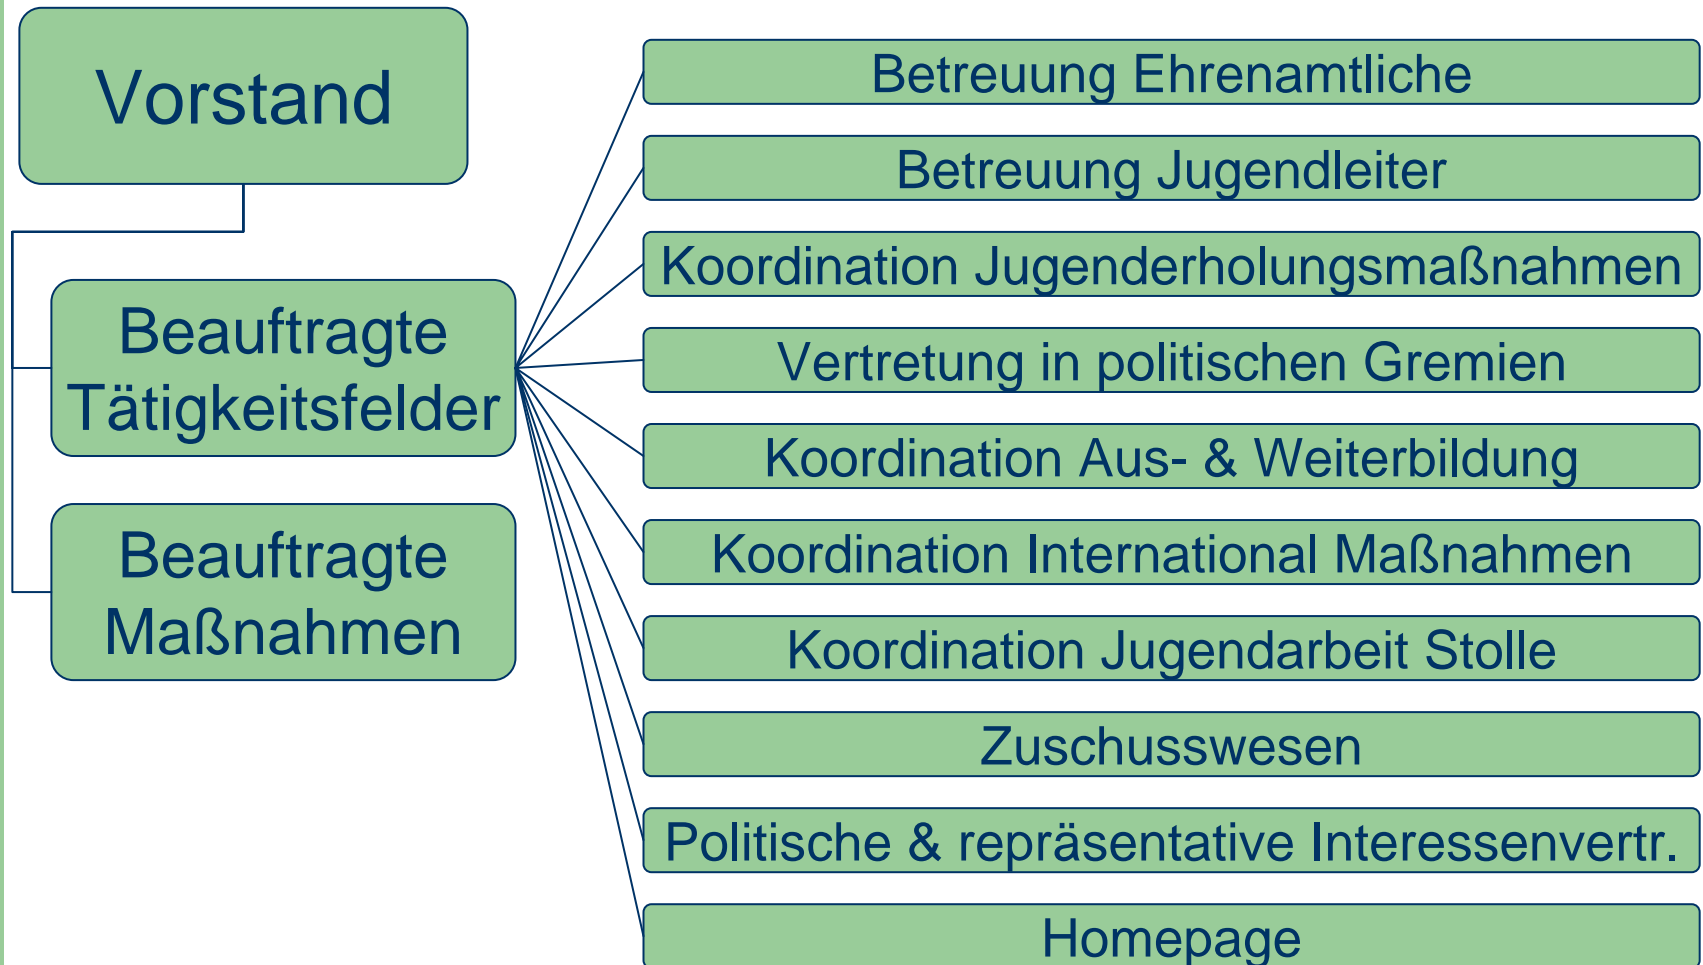 Vorstand
Beauftragte
Tätigkeitsfelder
Beauftragte
Maßnahmen
Betreuung Ehrenamtliche
Betreuung Jugendleiter
Koordination Jugenderholungsmaßnahmen
Vertretung in politischen Gremien
Koordination Aus- & Weiterbildung
Koordination International Maßnahmen
Koordination Jugendarbeit Stolle
Zuschusswesen
Politische & repräsentative Interessenvertr.
Homepage